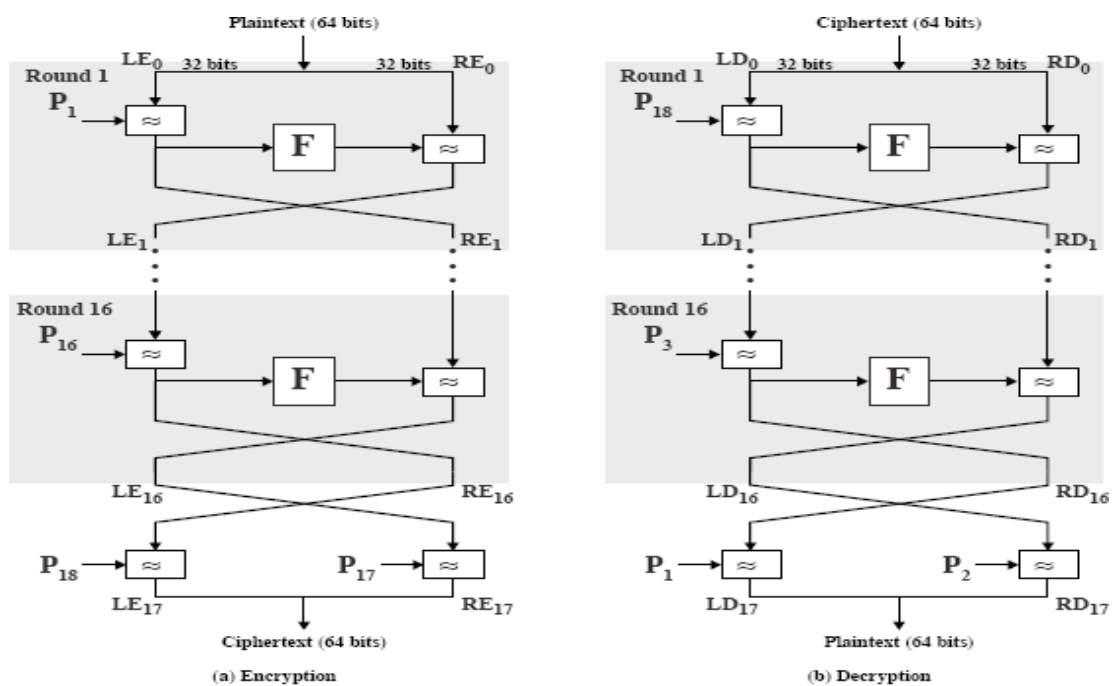 Plaintext (64 bits)
LE0 32 bits 32 bits RE0
Round 1
P1
≈
F
≈
LE1 RE1
Round 16
P16
≈
F
≈
LE16 RE16
P18 ≈ P17 ≈
LE17 RE17
Ciphertext (64 bits)
(a) Encryption
Ciphertext (64 bits)
LD0 32 bits 32 bits RD0
Round 1
P18
≈
F
≈
LD1 RD1
Round 16
P3
≈
F
≈
LD16 RD16
P1 ≈ P2 ≈
LD17 RD17
Plaintext (64 bits)
(b) Decryption